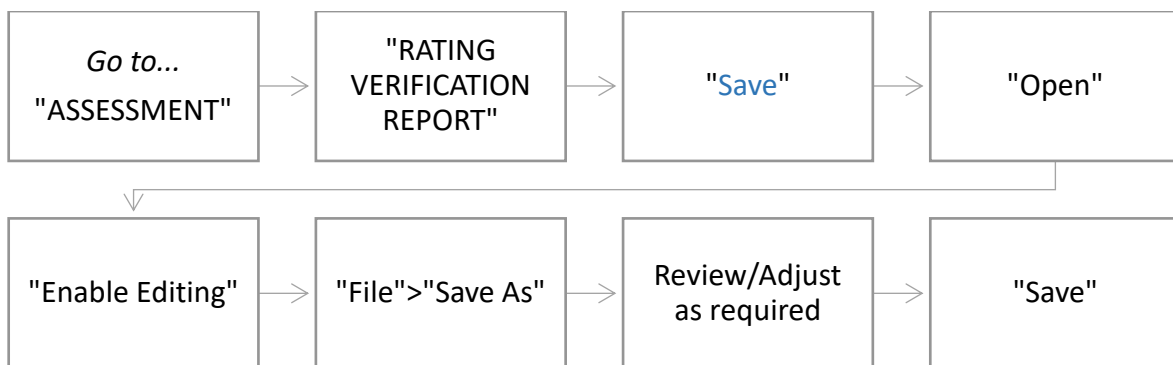 Go to...
"ASSESSMENT"
"RATING
VERIFICATION
REPORT"
"Save"
"Open"
"Enable Editing"
"File">"Save As"
Review/Adjust
as required
"Save"